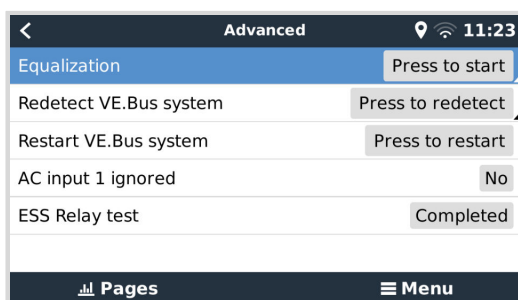 Advanced 11:23
Equalization Press to start
Redetect VE.Bus system Press to redetect
Restart VE.Bus system Press to restart
AC input 1 ignored No
ESS Relay test Completed
Pages Menu